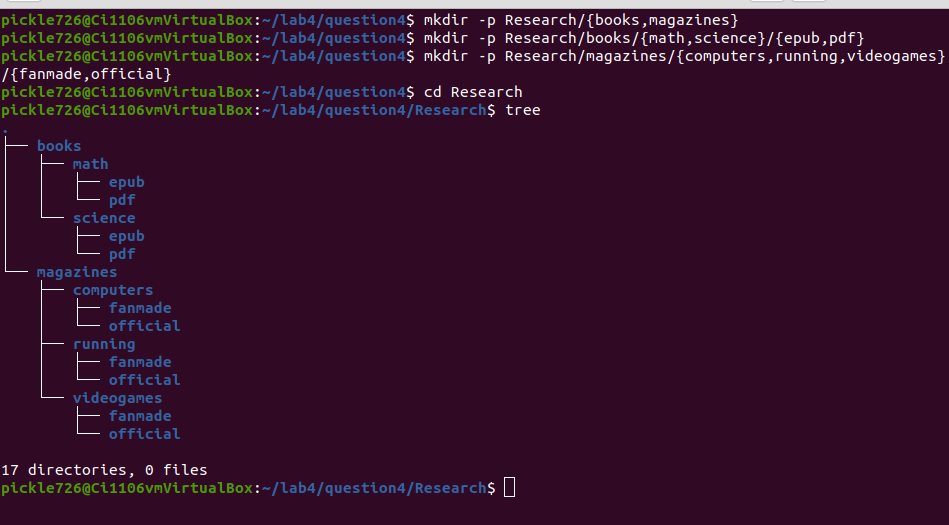 pickle726@Ci1106vmVirtualBox:~/lab4/question4$ mkdir -p Research/{books,magazines}
pickle726@Ci1106vmVirtualBox:~/lab4/question4$ mkdir -p Research/books/{math,science}/{epub,pdf}
pickle726@Ci1106vmVirtualBox:~/lab4/question4$ mkdir -p Research/magazines/{computers,running,videogames}
/{fanmade,official}
pickle726@Ci1106vmVirtualBox:~/lab4/question4$ cd Research
pickle726@Ci1106vmVirtualBox:~/lab4/question4/Research$ tree
.
├── books
│   ├── math
│   │   ├── epub
│   │   └── pdf
│   └── science
│       ├── epub
│       └── pdf
└── magazines
    ├── computers
    │   ├── fanmade
    │   └── official
    ├── running
    │   ├── fanmade
    │   └── official
    └── videogames
        ├── fanmade
        └── official
17 directories, 0 files
pickle726@Ci1106vmVirtualBox:~/lab4/question4/Research$